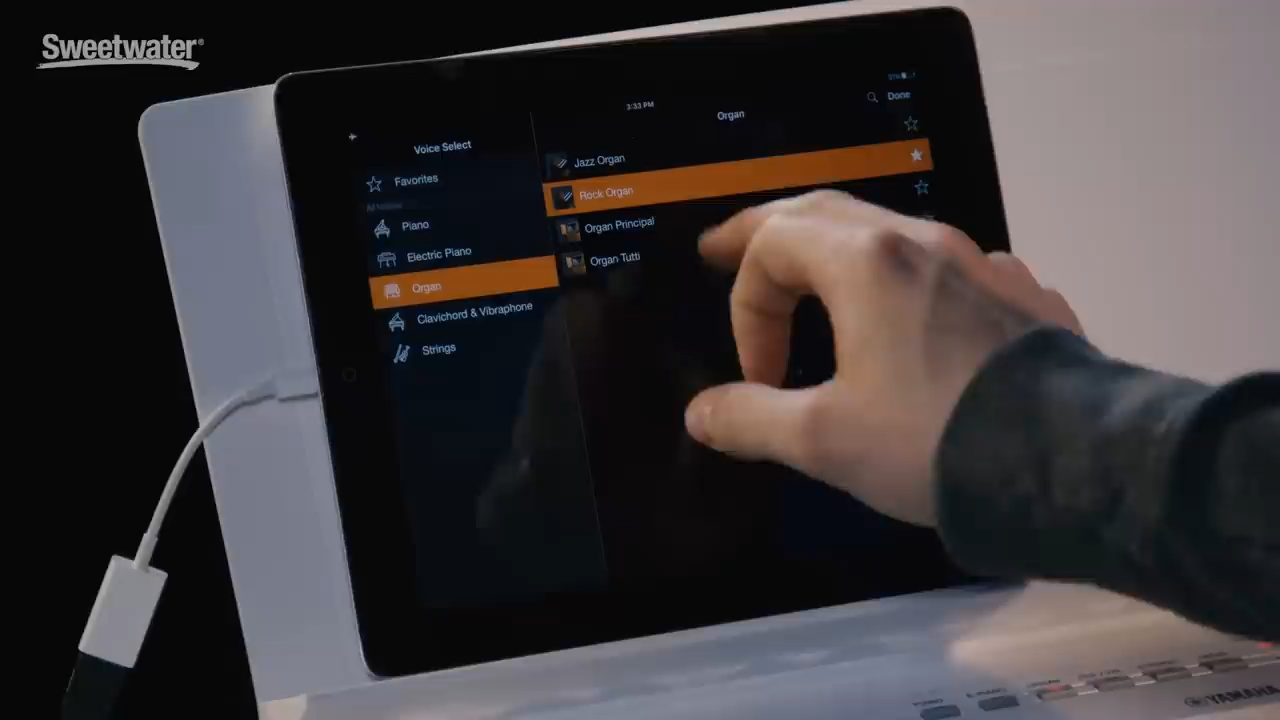 Sweetwater®
3:33 PM
Voice Select
Organ
Done
Favorites
Piano
Electric Piano
Organ
Clavichord & Vibraphone
Strings
Jazz Organ
Rock Organ
Organ Principal
Organ Tutti
YAMAHA